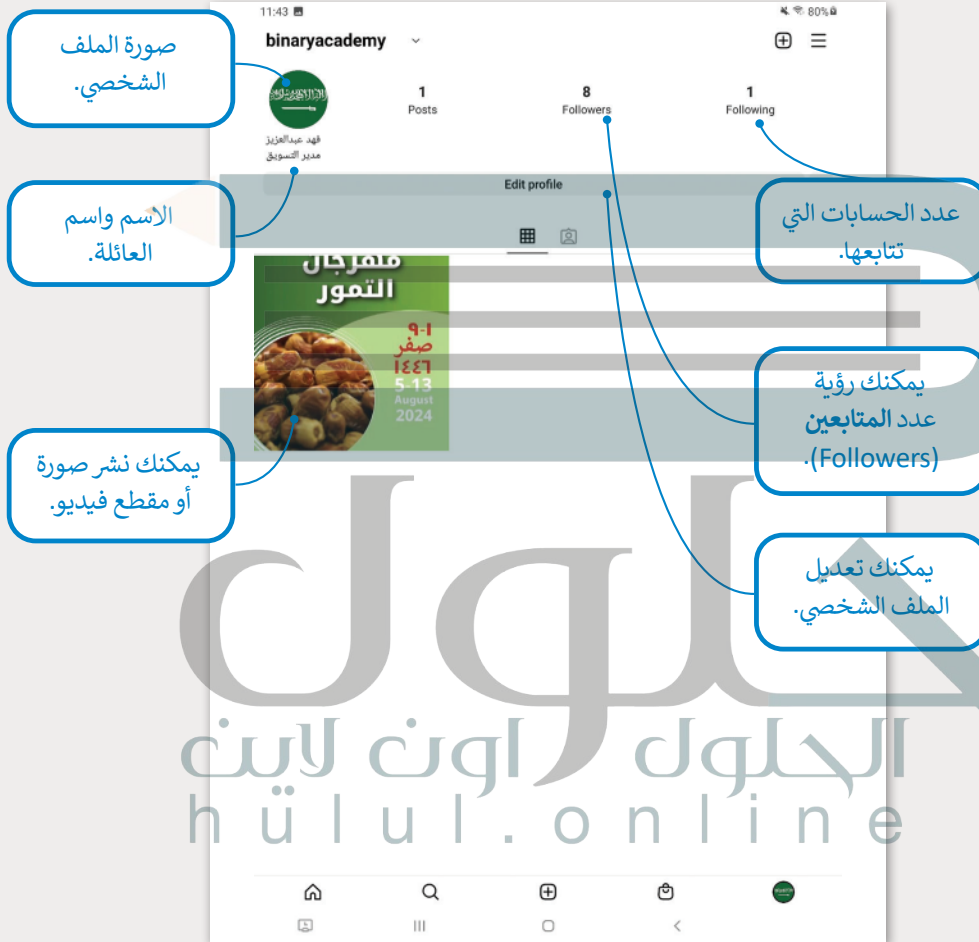 11:43
80%
binaryacademy
صورة الملف
الشخصي.
1
Posts
8
Followers
1
Following
فهد عبدالعزيز
مدير التسويق
Edit profile
الاسم واسم
العائلة.
عدد الحسابات التي
تتابعها.
مهرجان
التمور
١-٩
صفر
١٤٤٦
5-13
August
2024
يمكنك رؤية
عدد المتابعين
(Followers).
يمكنك نشر صورة
أو مقطع فيديو.
يمكنك تعديل
الملف الشخصي.
حلول
الحلول اون لاين
hülul.online